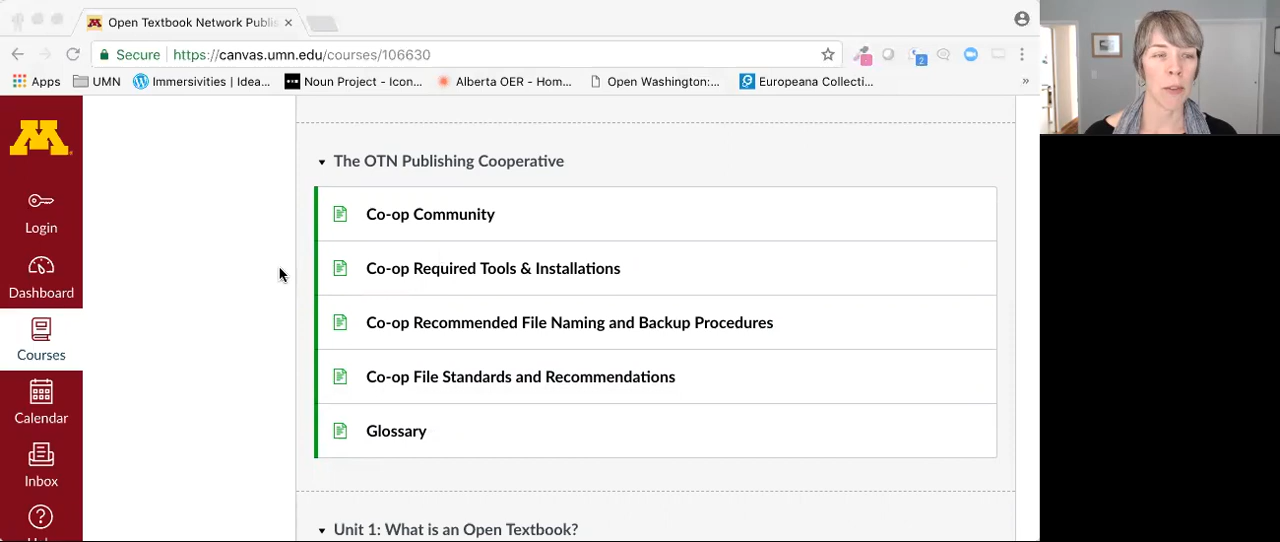 Open Textbook Network Publis
Secure https://canvas.umn.edu/courses/106630
2
Apps UMN Immersivities | Idea... Noun Project - Icon... Alberta OER - Hom... Open Washington:... Europeana Collecti... »
M
Login
Dashboard
Courses
Calendar
Inbox
The OTN Publishing Cooperative
Co-op Community
Co-op Required Tools & Installations
Co-op Recommended File Naming and Backup Procedures
Co-op File Standards and Recommendations
Glossary
Unit 1: What is an Open Textbook?